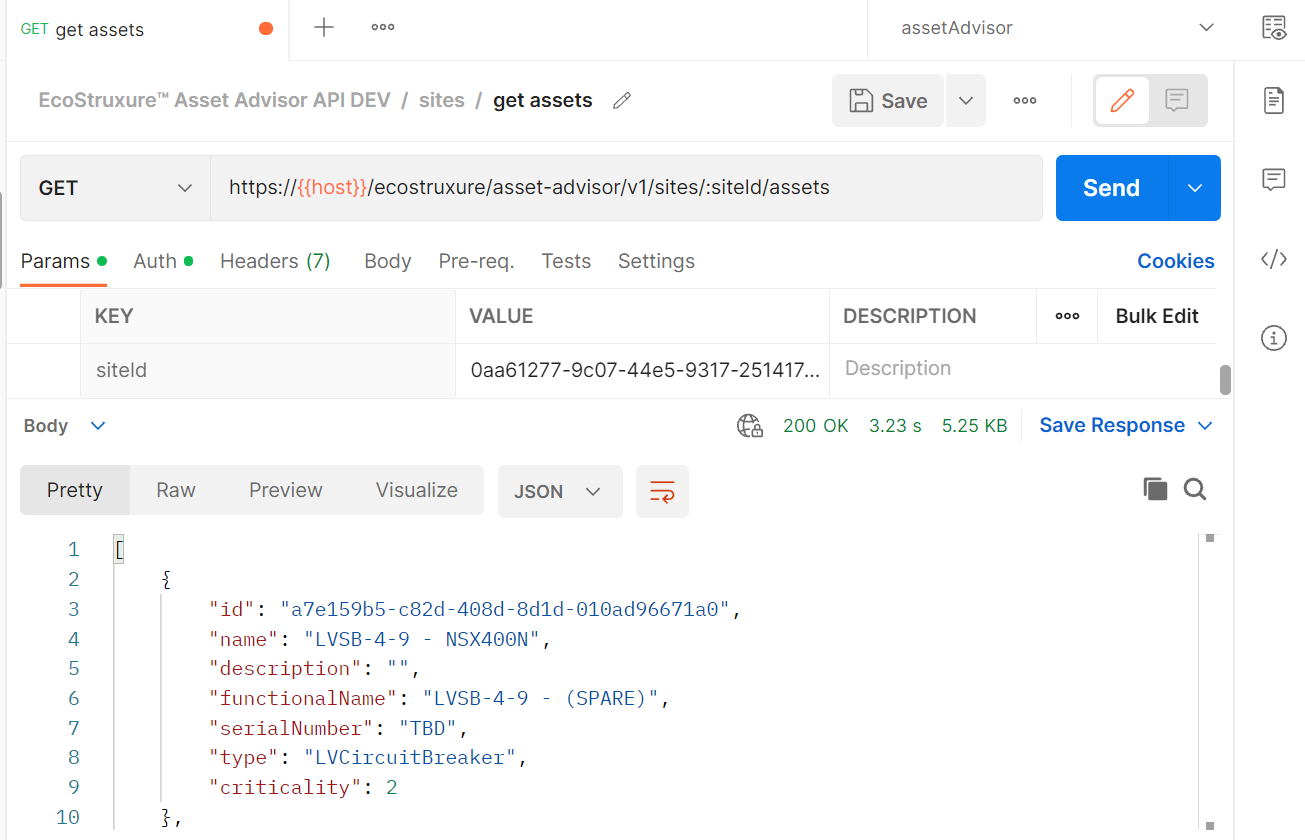 GET get assets
assetAdvisor
EcoStruxure™ Asset Advisor API DEV / sites / get assets
Save
GET
https://{{host}}/ecostruxure/asset-advisor/v1/sites/:siteId/assets
Send
Params Auth Headers (7) Body Pre-req. Tests Settings Cookies
KEY VALUE DESCRIPTION Bulk Edit
siteId 0aa61277-9c07-44e5-9317-251417... Description
Body 200 OK 3.23 s 5.25 KB Save Response
Pretty Raw Preview Visualize JSON
1 [
2 {
3 "id": "a7e159b5-c82d-408d-8d1d-010ad96671a0",
4 "name": "LVSB-4-9 - NSX400N",
5 "description": "",
6 "functionalName": "LVSB-4-9 - (SPARE)",
7 "serialNumber": "TBD",
8 "type": "LVCircuitBreaker",
9 "criticality": 2
10 },